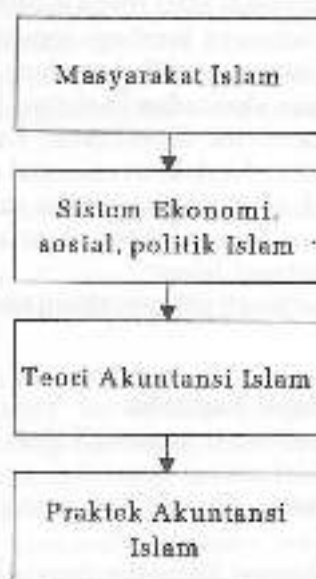 Masyarakat Islam
Sistem Ekonomi,
sosial, politik Islam
Teori Akuntansi Islam
Praktek Akuntansi
Islam